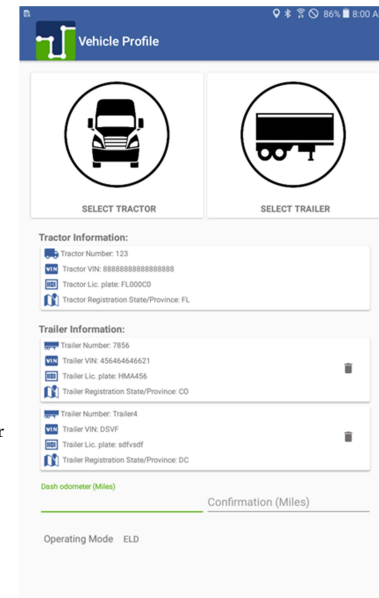 86% 8:00 A
Vehicle Profile
SELECT TRACTOR
SELECT TRAILER
Tractor Information:
Tractor Number: 123
VIN Tractor VIN: 88888888888888888
Tractor Lic. plate: FL000C0
Tractor Registration State/Province: FL
Trailer Information:
Trailer Number: 7856
VIN Trailer VIN: 456464646621
Trailer Lic. plate: HMA456
Trailer Registration State/Province: CO
Trailer Number: Trailer4
VIN Trailer VIN: DSVF
r
Trailer Lic. plate: sdfvsdf
Trailer Registration State/Province: DC
Dash odometer (Miles)
Confirmation (Miles)
Operating Mode ELD